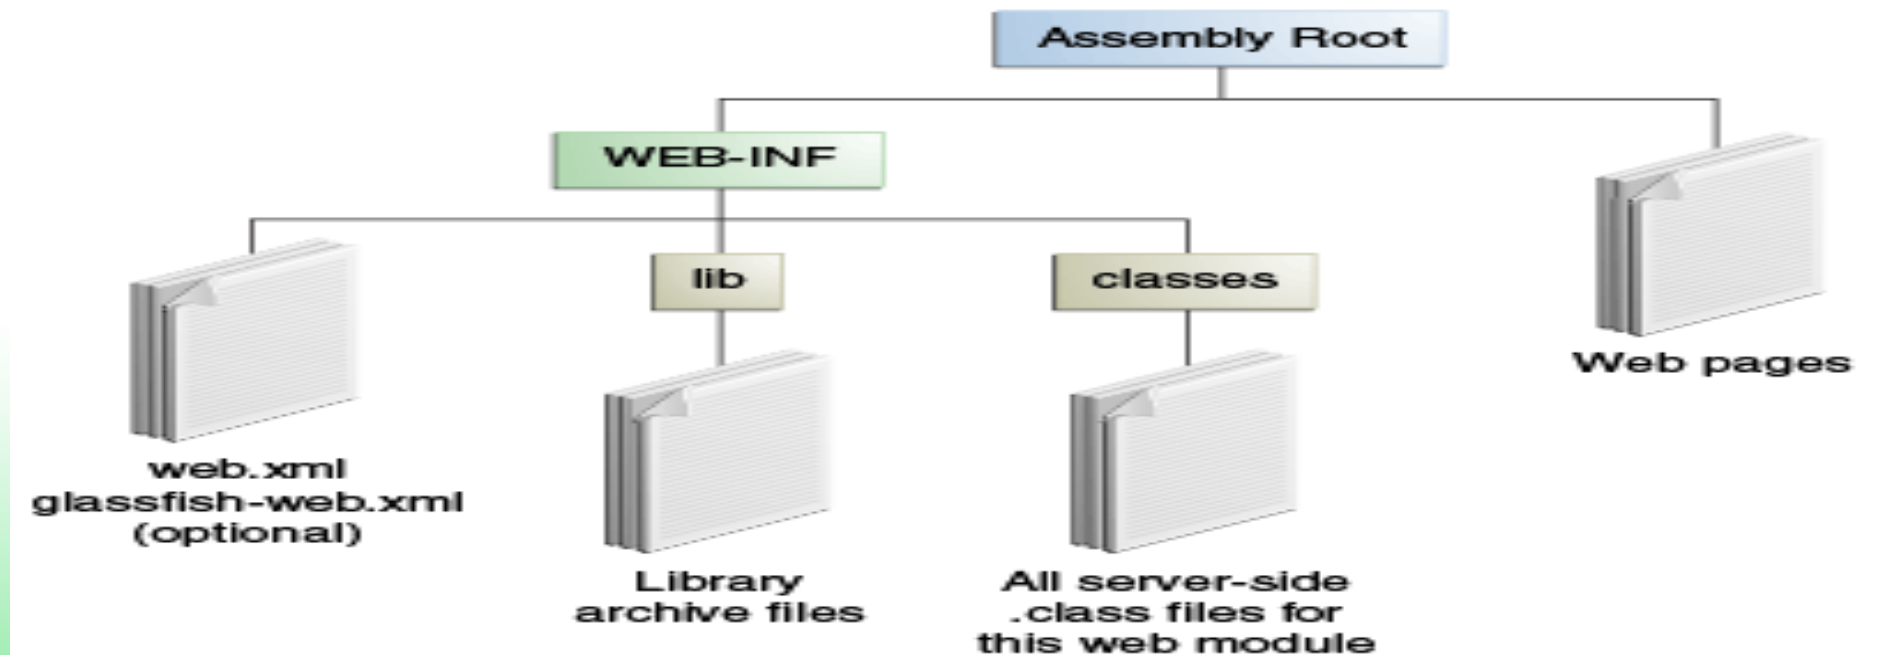 Assembly Root
WEB-INF
lib
classes
Web pages
web.xml
glassfish-web.xml
(optional)
Library
archive files
All server-side
.class files for
this web module